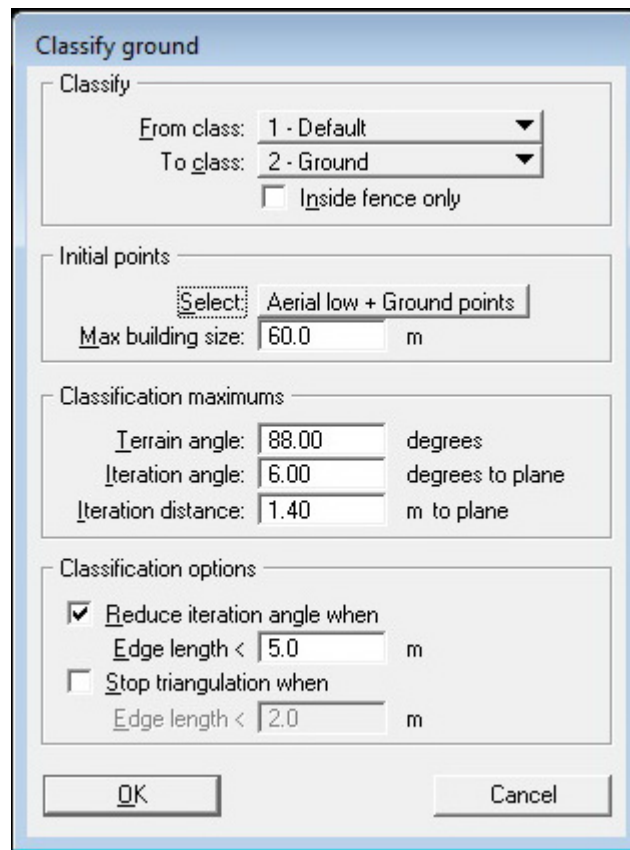 Classify ground
Classify
From class: 1 - Default
To class: 2 - Ground
Inside fence only
Initial points
Select: Aerial low + Ground points
Max building size: 60.0 m
Classification maximums
Terrain angle: 88.00 degrees
Iteration angle: 6.00 degrees to plane
Iteration distance: 1.40 m to plane
Classification options
Reduce iteration angle when
Edge length < 5.0 m
Stop triangulation when
Edge length < 2.0 m
OK Cancel